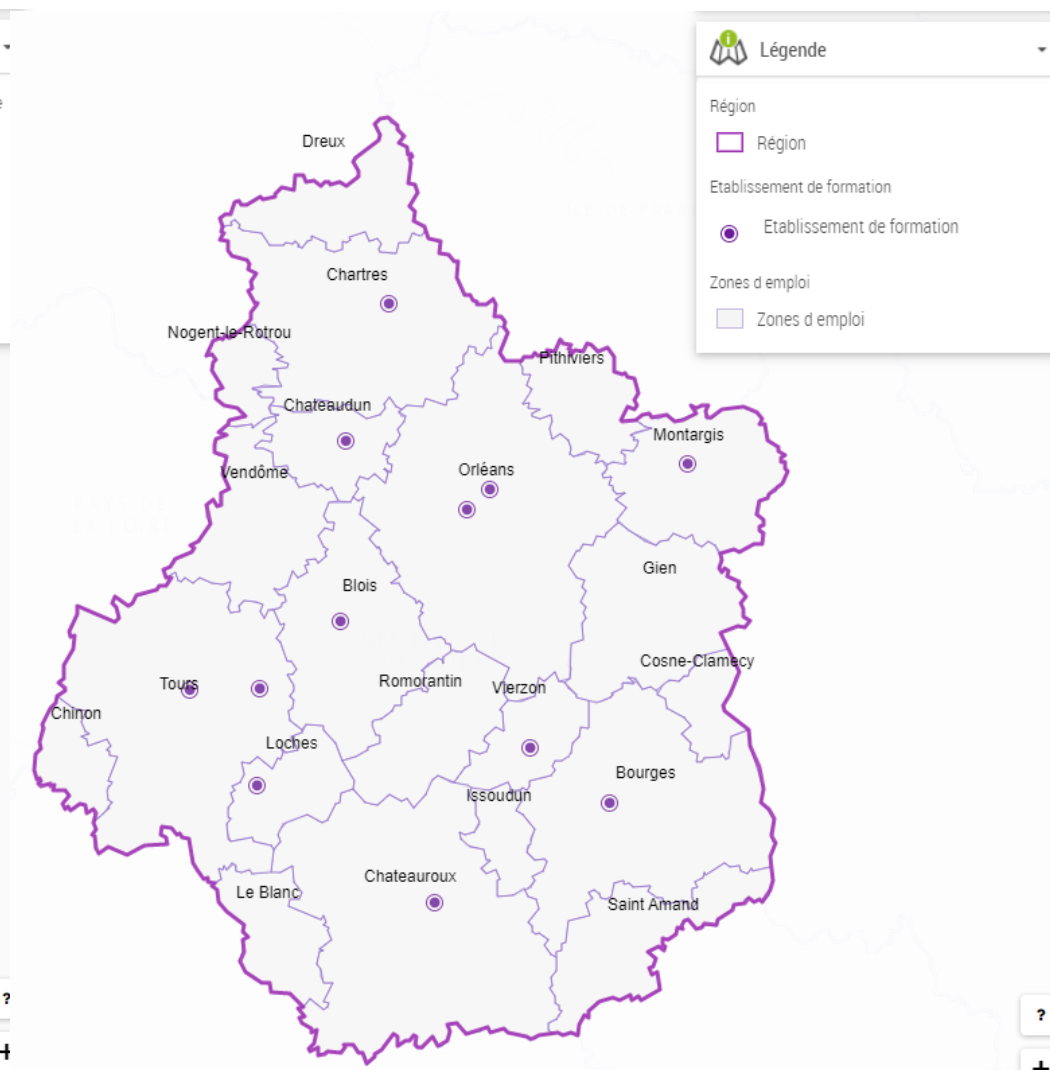 Légende
Région
Région
Etablissement de formation
Etablissement de formation
Zones d emploi
Zones d emploi
Dreux
Chartres
Nogent-le-Rotrou
Pithiviers
Chateaudun
Montargis
Vendôme
Orléans
Gien
Blois
Cosne-Clamecy
Romorantin
Vierzon
Tours
Chinon
Loches
Bourges
Issoudun
Chateauroux
Le Blanc
Saint Amand
?
?
+
+